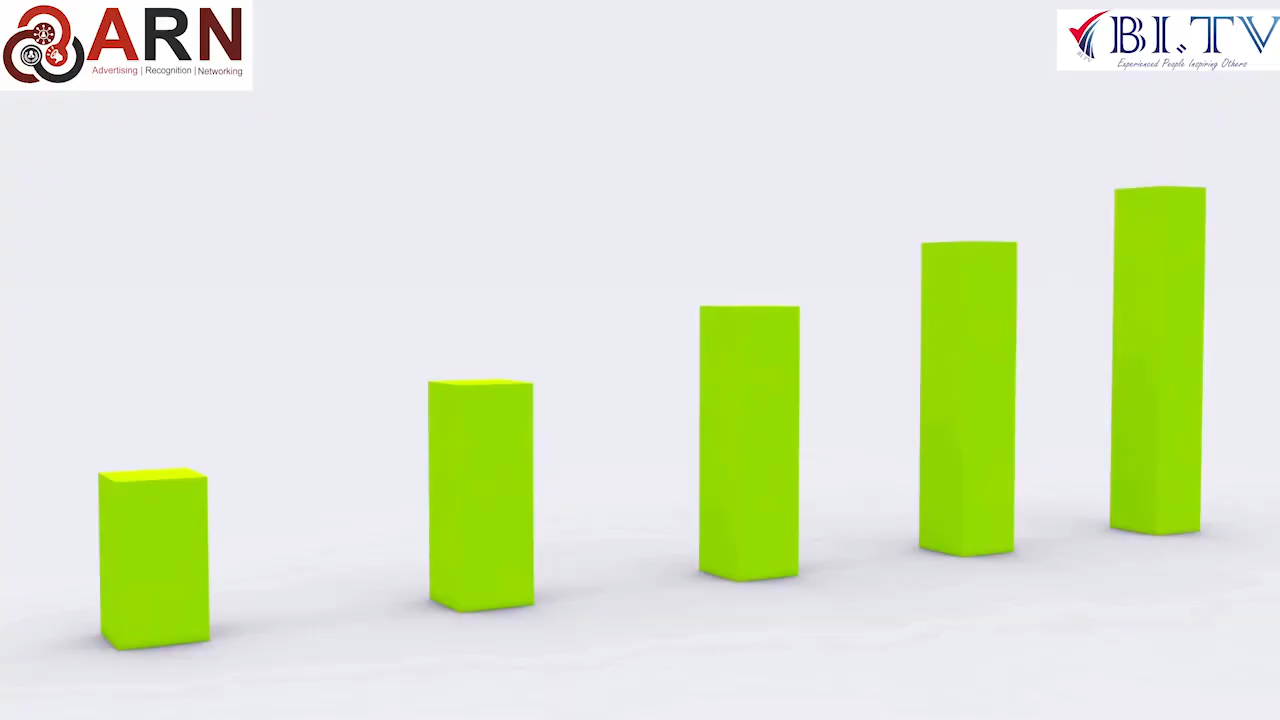 ARN
Advertising | Recognition | Networking
BI.TV
Experienced People Inspiring Others